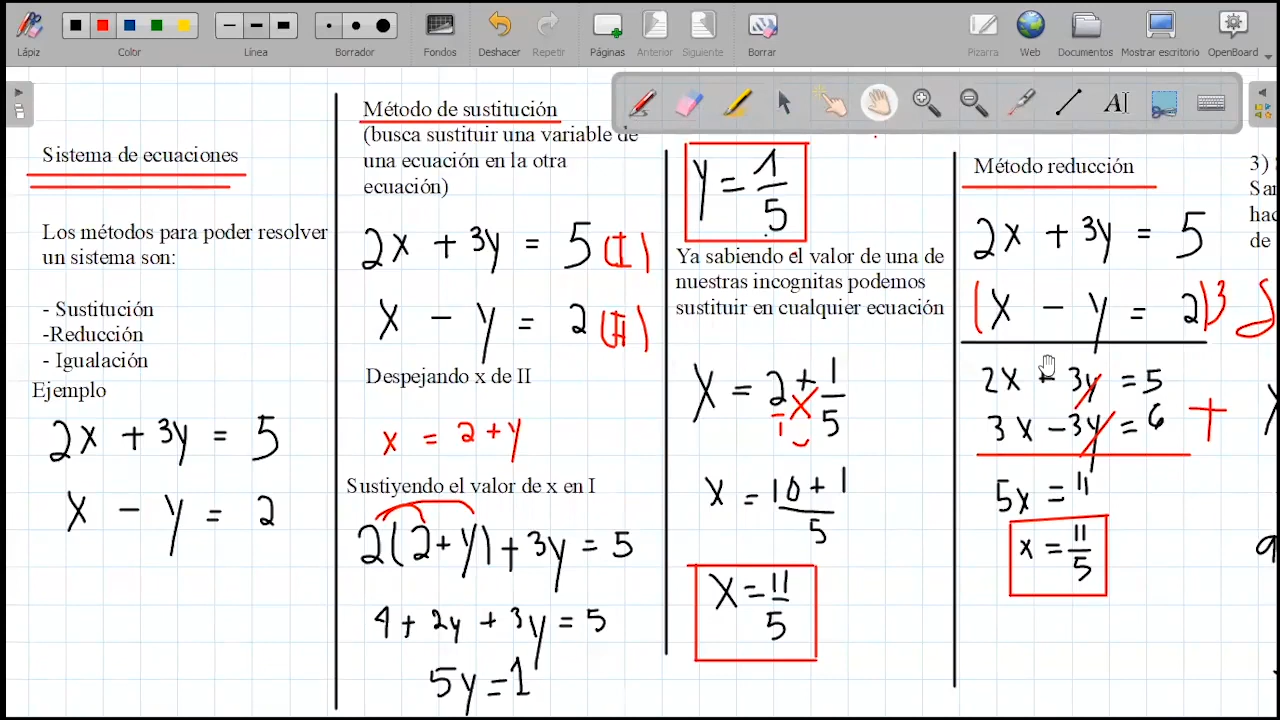 Lápiz
Color
Línea
Borrador
Fondos
Deshacer
Repetir
Páginas
Anterior
Siguiente
Borrar
Pizarra
Web
Documentos
Mostrar escritorio
OpenBoard
Sistema de ecuaciones
Los métodos para poder resolver
un sistema son:
- Sustitución
-Reducción
- Igualación
Ejemplo
2x + 3y = 5
x - y = 2
Método de sustitución
(busca sustituir una variable de
una ecuación en la otra
ecuación)
2x + 3y = 5 (I)
x - y = 2 (II)
Despejando x de II
x = 2 + y
Sustiyendo el valor de x en I
2(2+y)+3y = 5
4 + 2y + 3y = 5
5y = 1
y = 1/5
Ya sabiendo el valor de una de
nuestras incognitas podemos
sustituir en cualquier ecuación
x = 2/1 + 1/5
x = 10 + 1/5
x = 11/5
Método reducción
2x + 3y = 5
(x - y = 2)3
2x + 3y = 5
3x - 3y = 6
+
5x = 11
x = 11/5
3)